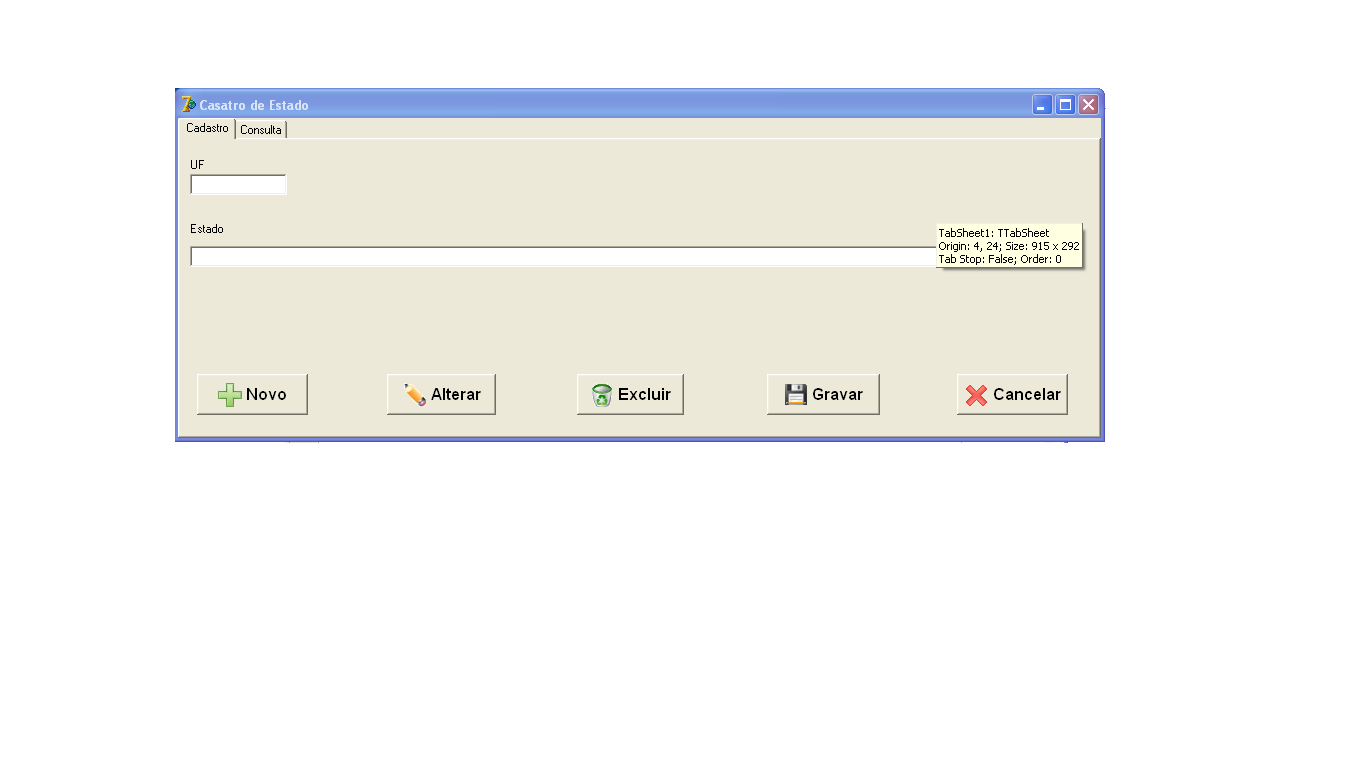 Casatro de Estado
Cadastro Consulta
UF
Estado
TabSheet1: TTabSheet
Origin: 4, 24; Size: 915 x 292
Tab Stop: False; Order: 0
Novo Alterar Excluir Gravar Cancelar